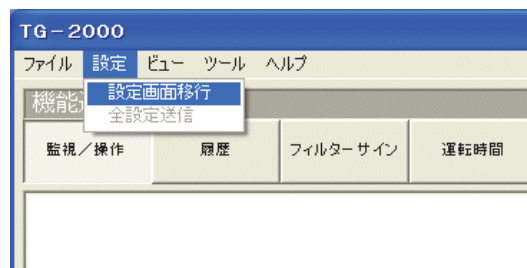 TG－2000
ファイル 設定 ビュー ツール ヘルプ
機能
設定画面移行
全設定送信
監視／操作 履歴 フィルターサイン 運転時間